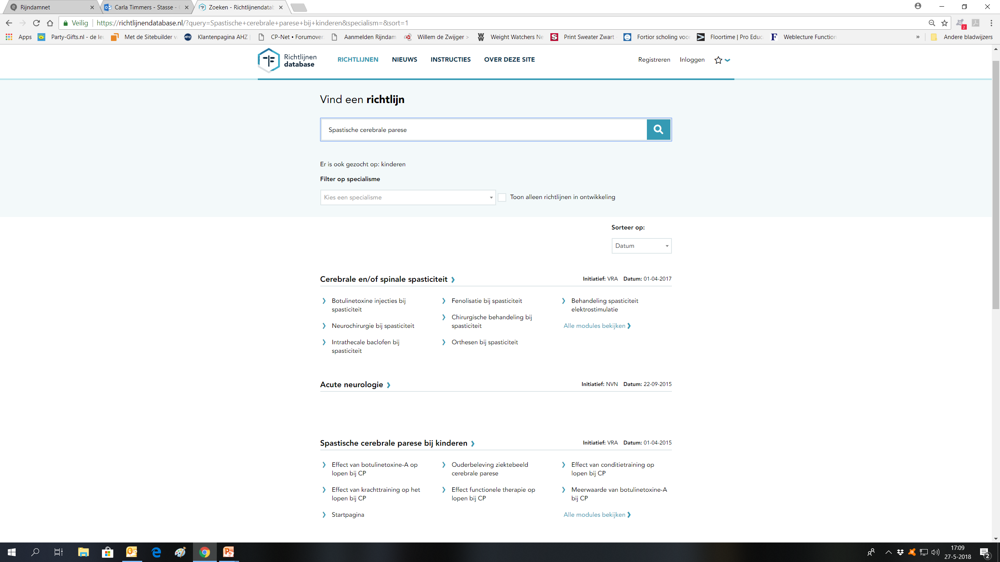 Rijndamnet
Carla Timmers - Stasse -
Zoeken - Richtlijnendatab
Veilig https://richtlijnendatabase.nl/?query=Spastische+cerebrale+parese+bij+kinderen&specialism=&sort=1
2
Apps Party-Gifts.nl - de leu Met de Sitebuilder v Klantenpagina AHZ CP-Net • Forumover Aanmelden Rijndam Willem de Zwijger > Weight Watchers Ne Print Sweater Zwart - Fortior scholing voor Floortime | Pro Educ Weblecture Function » Andere bladwijzers
Richtlijnen
database
RICHTLIJNEN NIEUWS INSTRUCTIES OVER DEZE SITE Registreren Inloggen
Vind een richtlijn
Spastische cerebrale parese
Er is ook gezocht op: kinderen
Filter op specialisme
Kies een specialisme Toon alleen richtlijnen in ontwikkeling
Sorteer op:
Datum
Cerebrale en/of spinale spasticiteit Initiatief: VRA Datum: 01-04-2017
Botulinetoxine injecties bij
spasticiteit
Neurochirurgie bij spasticiteit
Intrathecale baclofen bij
spasticiteit
Fenolisatie bij spasticiteit
Chirurgische behandeling bij
spasticiteit
Orthesen bij spasticiteit
Behandeling spasticiteit
elektrostimulatie
Alle modules bekijken
Acute neurologie Initiatief: NVN Datum: 22-09-2015
Spastische cerebrale parese bij kinderen Initiatief: VRA Datum: 01-04-2015
Effect van botulinetoxine-A op
lopen bij CP
Effect van krachttraining op het
lopen bij CP
Startpagina
Ouderbeleving ziektebeeld
cerebrale parese
Effect functionele therapie op
lopen bij CP
Effect van conditietraining op
lopen bij CP
Meerwaarde van botulinetoxine-A
bij CP
Alle modules bekijken
17:09
27-5-2018
2